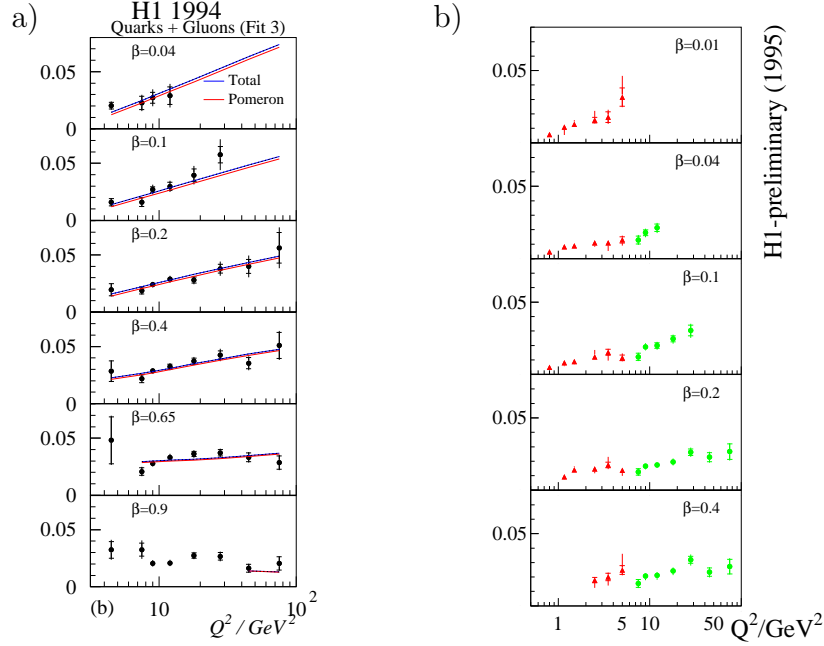 a)
H1 1994
Quarks + Gluons (Fit 3)
β=0.04
0.05
Total
Pomeron
0
β=0.1
0.05
0
β=0.2
0.05
0
β=0.4
0.05
0
β=0.65
0.05
0
β=0.9
0.05
0
(b)
10
10²
Q² / GeV²
b)
H1-preliminary (1995)
β=0.01
0.05
β=0.04
0.05
β=0.1
0.05
β=0.2
0.05
β=0.4
0.05
1 5 10 50 Q²/GeV²